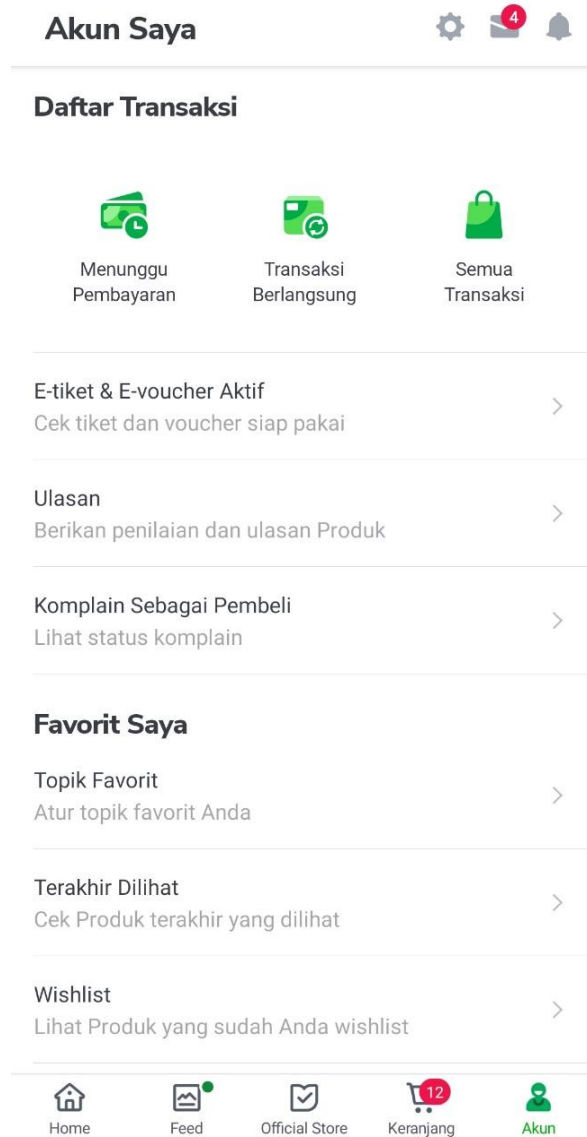 Akun Saya
4
Daftar Transaksi
Menunggu
Pembayaran
Transaksi
Berlangsung
Semua
Transaksi
E-tiket & E-voucher Aktif
Cek tiket dan voucher siap pakai
Ulasan
Berikan penilaian dan ulasan Produk
Komplain Sebagai Pembeli
Lihat status komplain
Favorit Saya
Topik Favorit
Atur topik favorit Anda
Terakhir Dilihat
Cek Produk terakhir yang dilihat
Wishlist
Lihat Produk yang sudah Anda wishlist
12
Home
Feed
Official Store
Keranjang
Akun